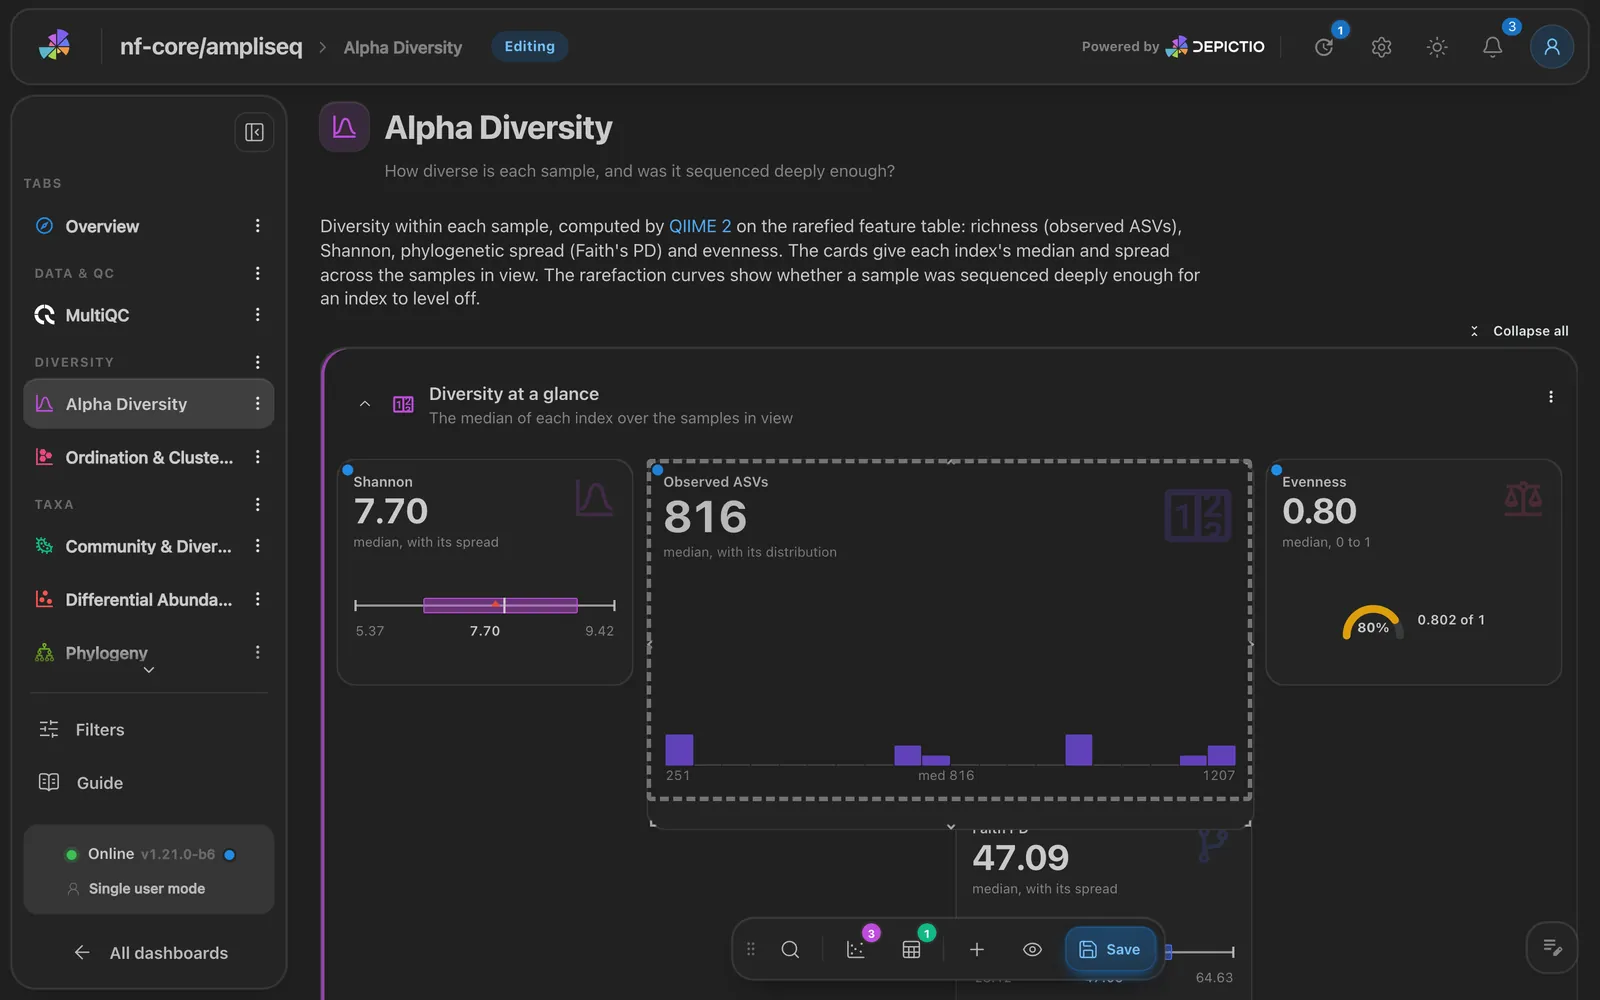 nf-core/ampliseq
Alpha Diversity
Editing
Powered by DEPICTIO
1
3
TABS
Overview
DATA & QC
MultiQC
DIVERSITY
Alpha Diversity
Ordination & Cluste...
TAXA
Community & Diver...
Differential Abunda...
Phylogeny
Filters
Guide
Online v1.21.0-b6
Single user mode
All dashboards
Alpha Diversity
How diverse is each sample, and was it sequenced deeply enough?
Diversity within each sample, computed by QIIME 2 on the rarefied feature table: richness (observed ASVs),
Shannon, phylogenetic spread (Faith's PD) and evenness. The cards give each index's median and spread
across the samples in view. The rarefaction curves show whether a sample was sequenced deeply enough for
an index to level off.
Collapse all
Diversity at a glance
The median of each index over the samples in view
Shannon
7.70
median, with its spread
5.37
7.70
9.42
Observed ASVs
816
median, with its distribution
251
med 816
1207
Evenness
0.80
median, 0 to 1
80%
0.802 of 1
47.09
median, with its spread
64.63
3
1
Save